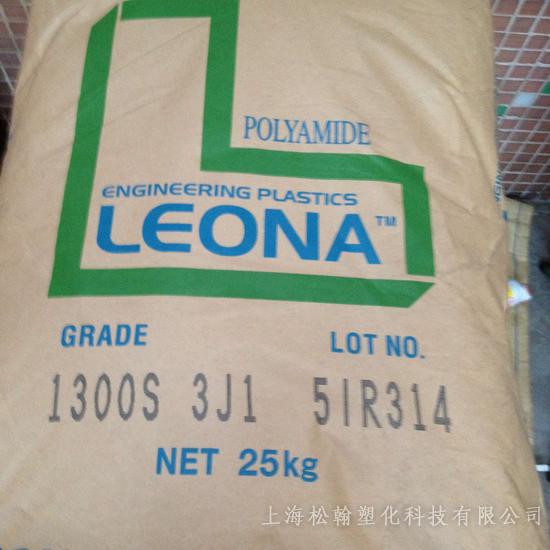 POLYAMIDE
ENGINEERING PLASTICS
LEONA™
GRADE LOT NO.
1300S 3J1 5IR314
NET 25kg
上海松翰塑化科技有限公司